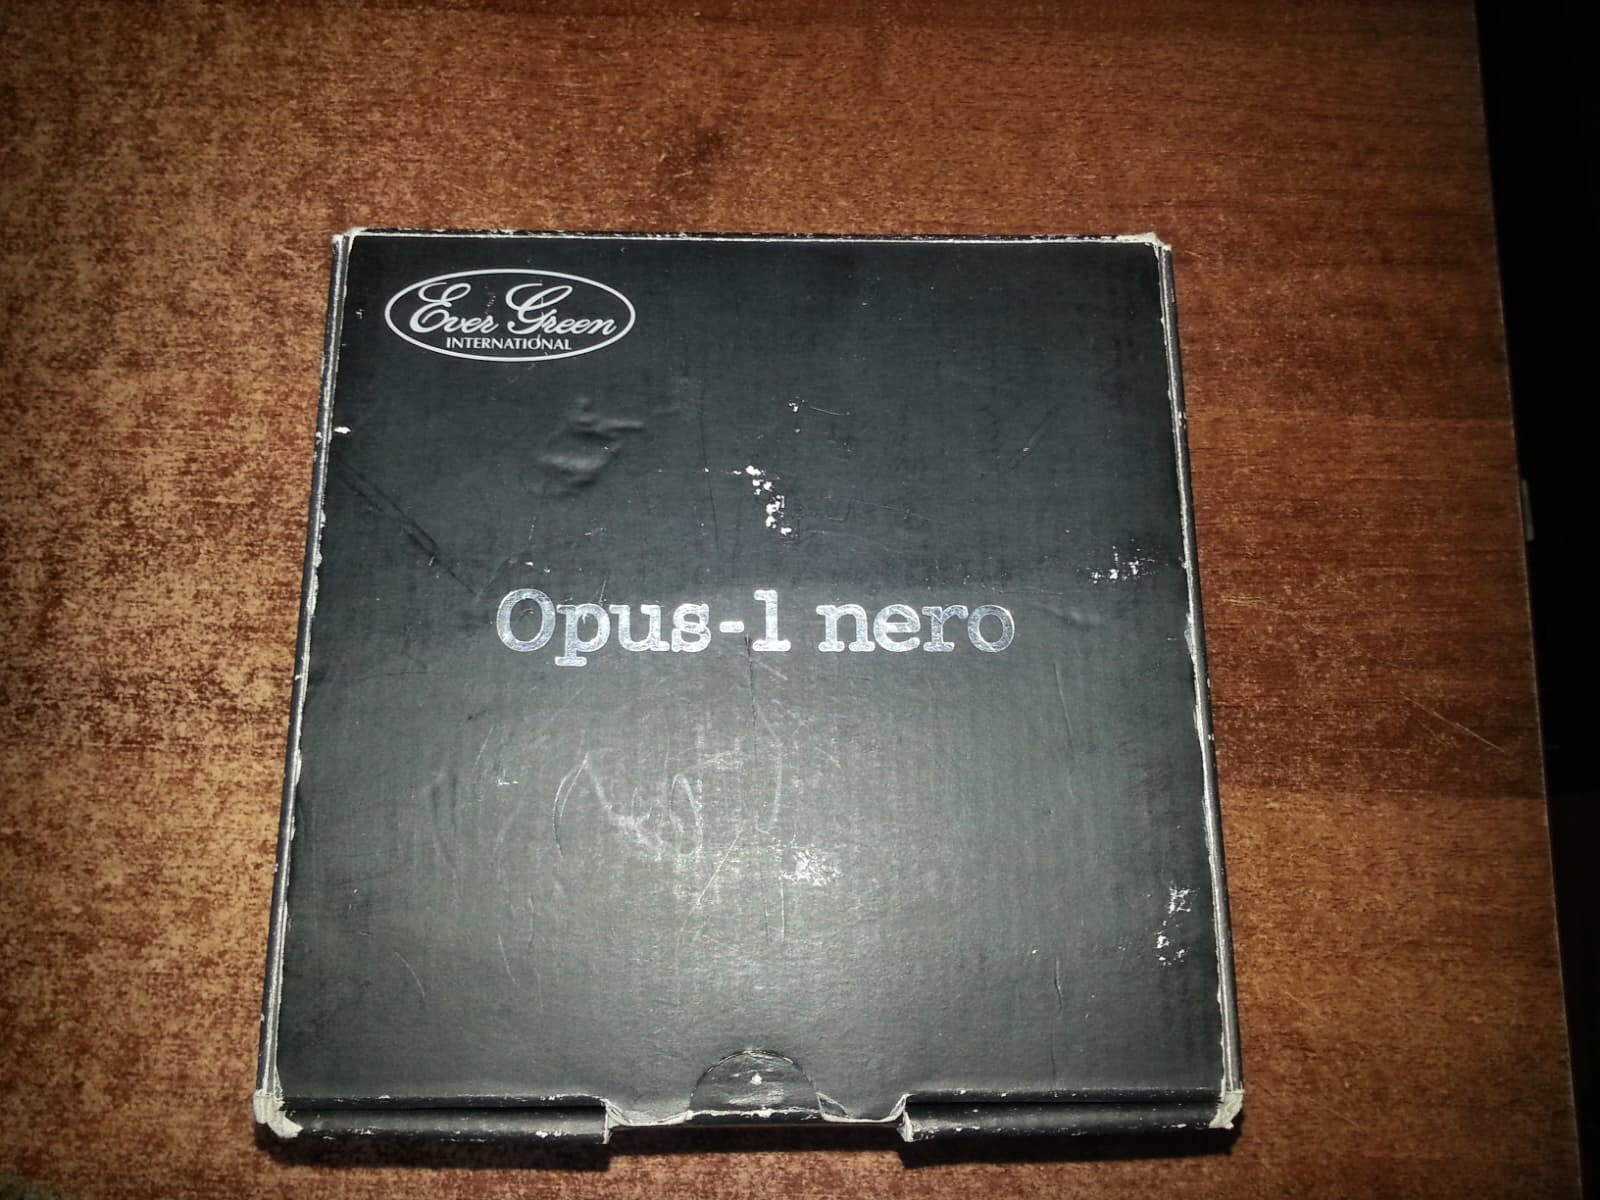 Ever Green
INTERNATIONAL
Opus-1 nero